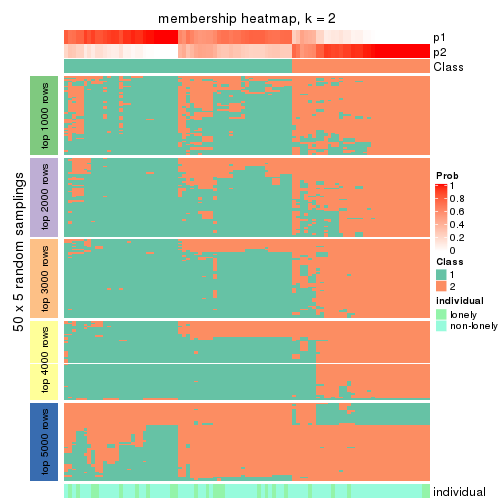 membership heatmap, k = 2
p1
p2
Class
50 x 5 random samplings
top 1000 rows
top 2000 rows
top 3000 rows
top 4000 rows
top 5000 rows
individual
Prob
1
0.8
0.6
0.4
0.2
0
Class
1
2
individual
lonely
non-lonely